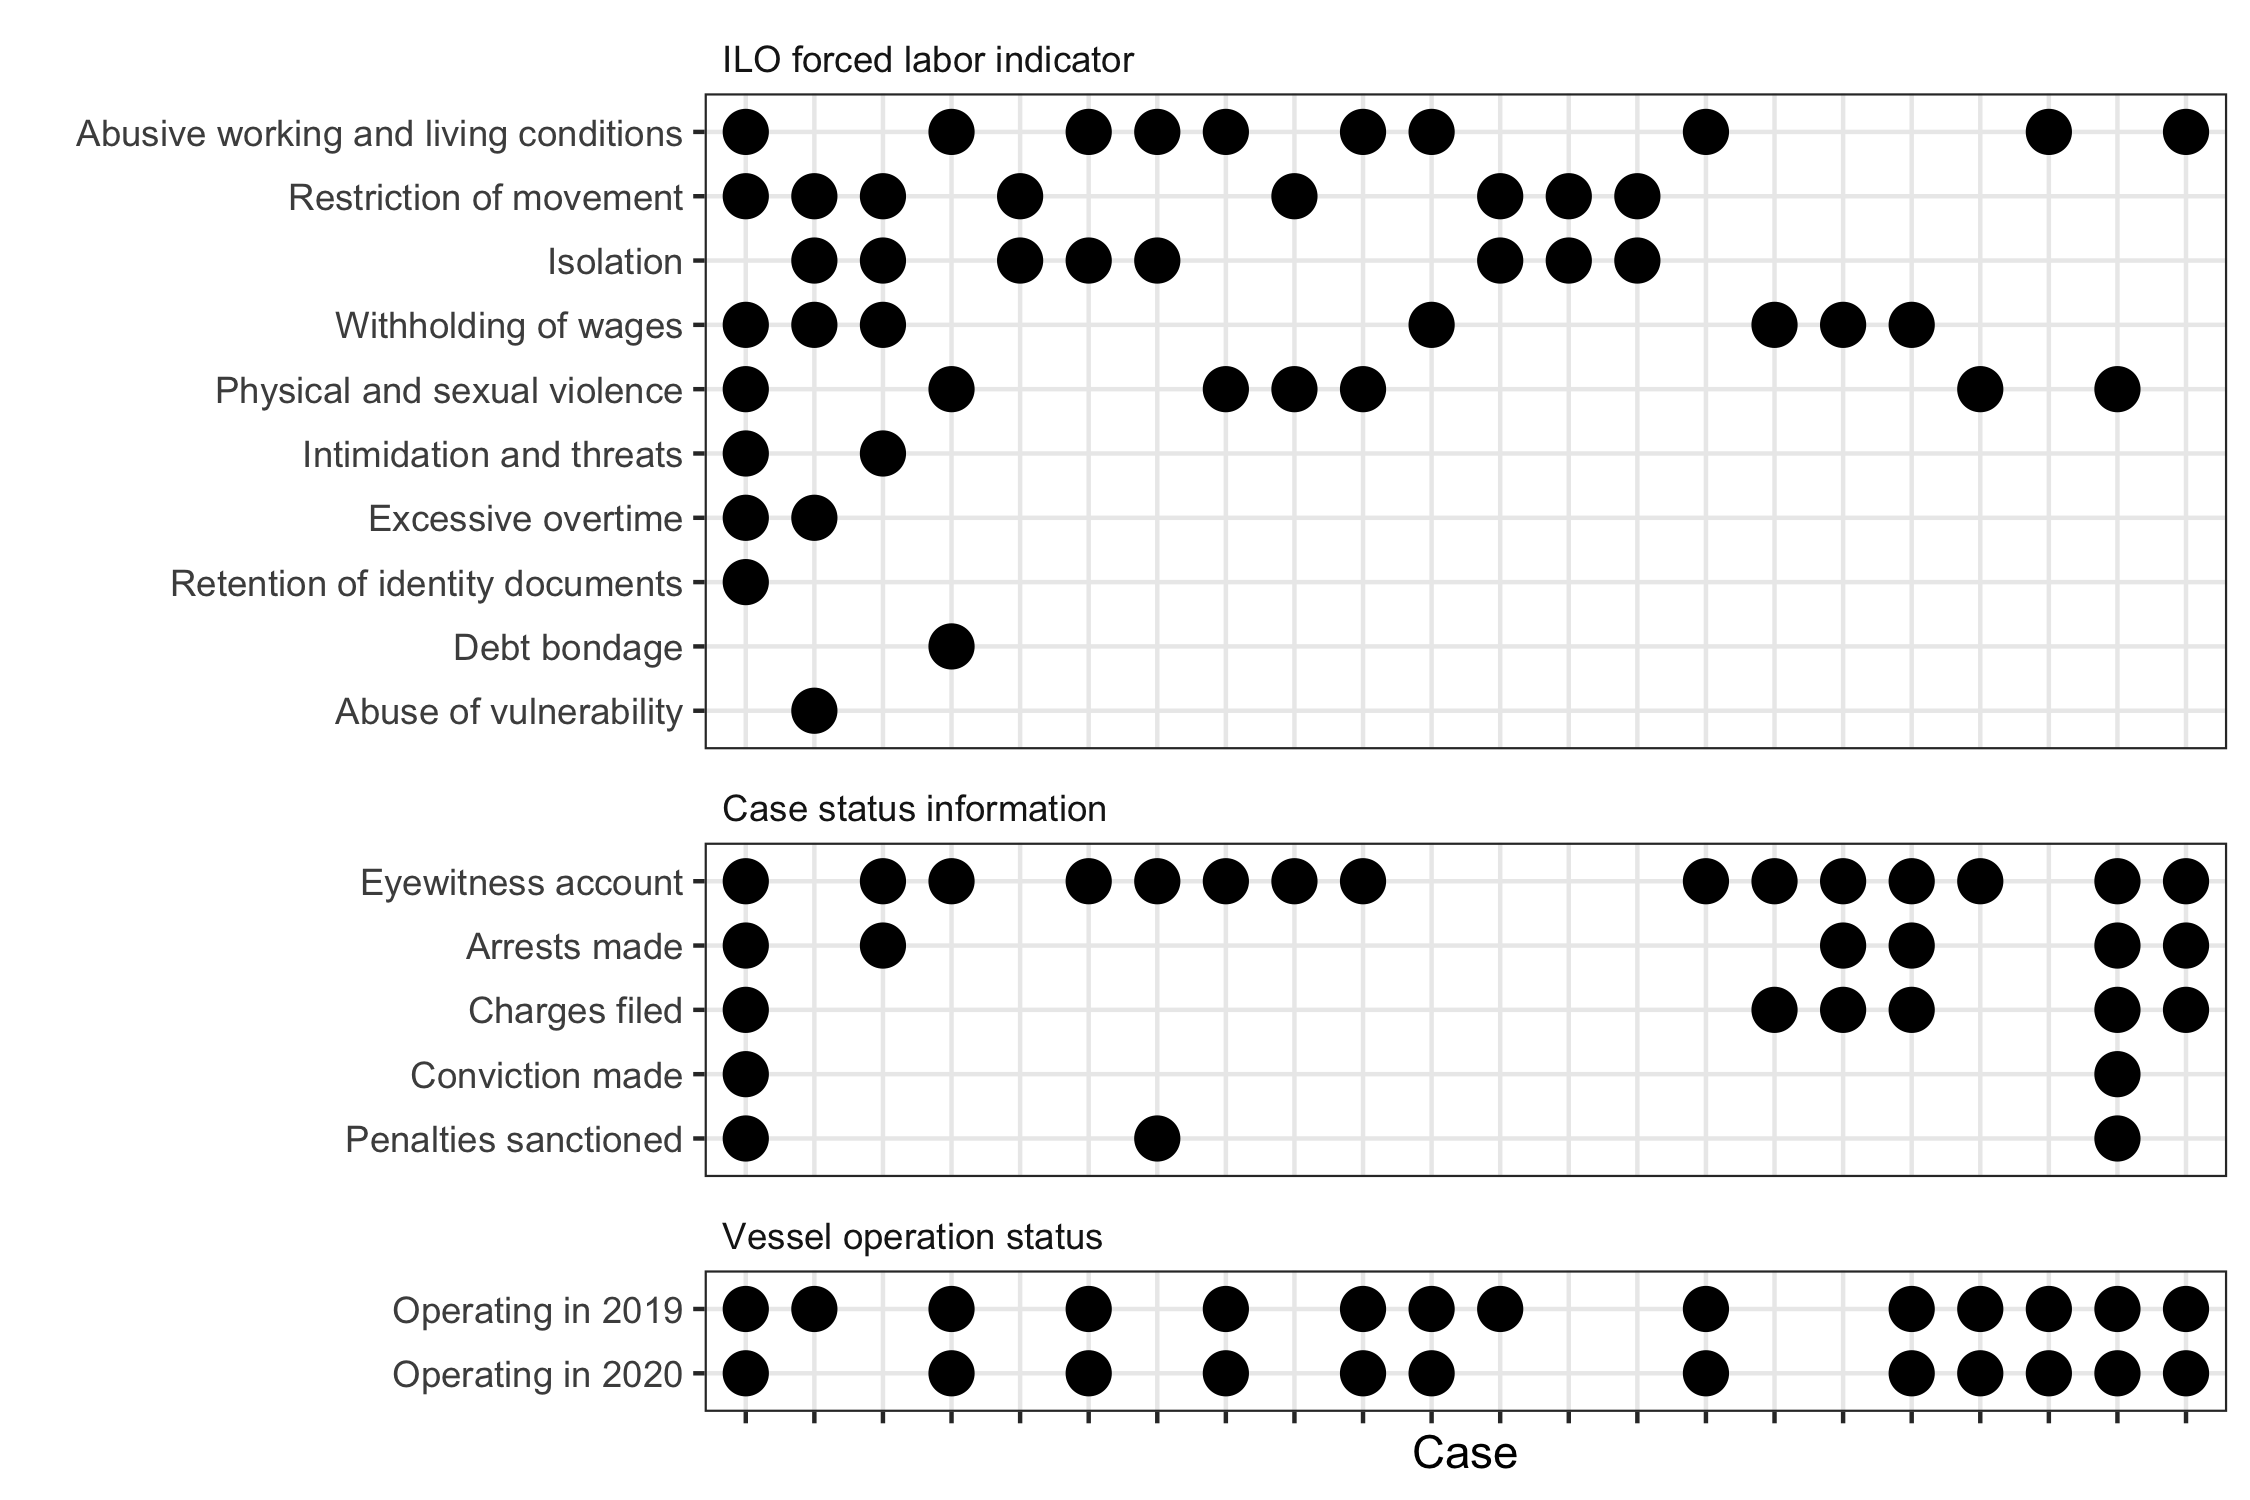 ILO forced labor indicator
Abusive working and living conditions
Restriction of movement
Isolation
Withholding of wages
Physical and sexual violence
Intimidation and threats
Excessive overtime
Retention of identity documents
Debt bondage
Abuse of vulnerability
Case status information
Eyewitness account
Arrests made
Charges filed
Conviction made
Penalties sanctioned
Vessel operation status
Operating in 2019
Operating in 2020
Case